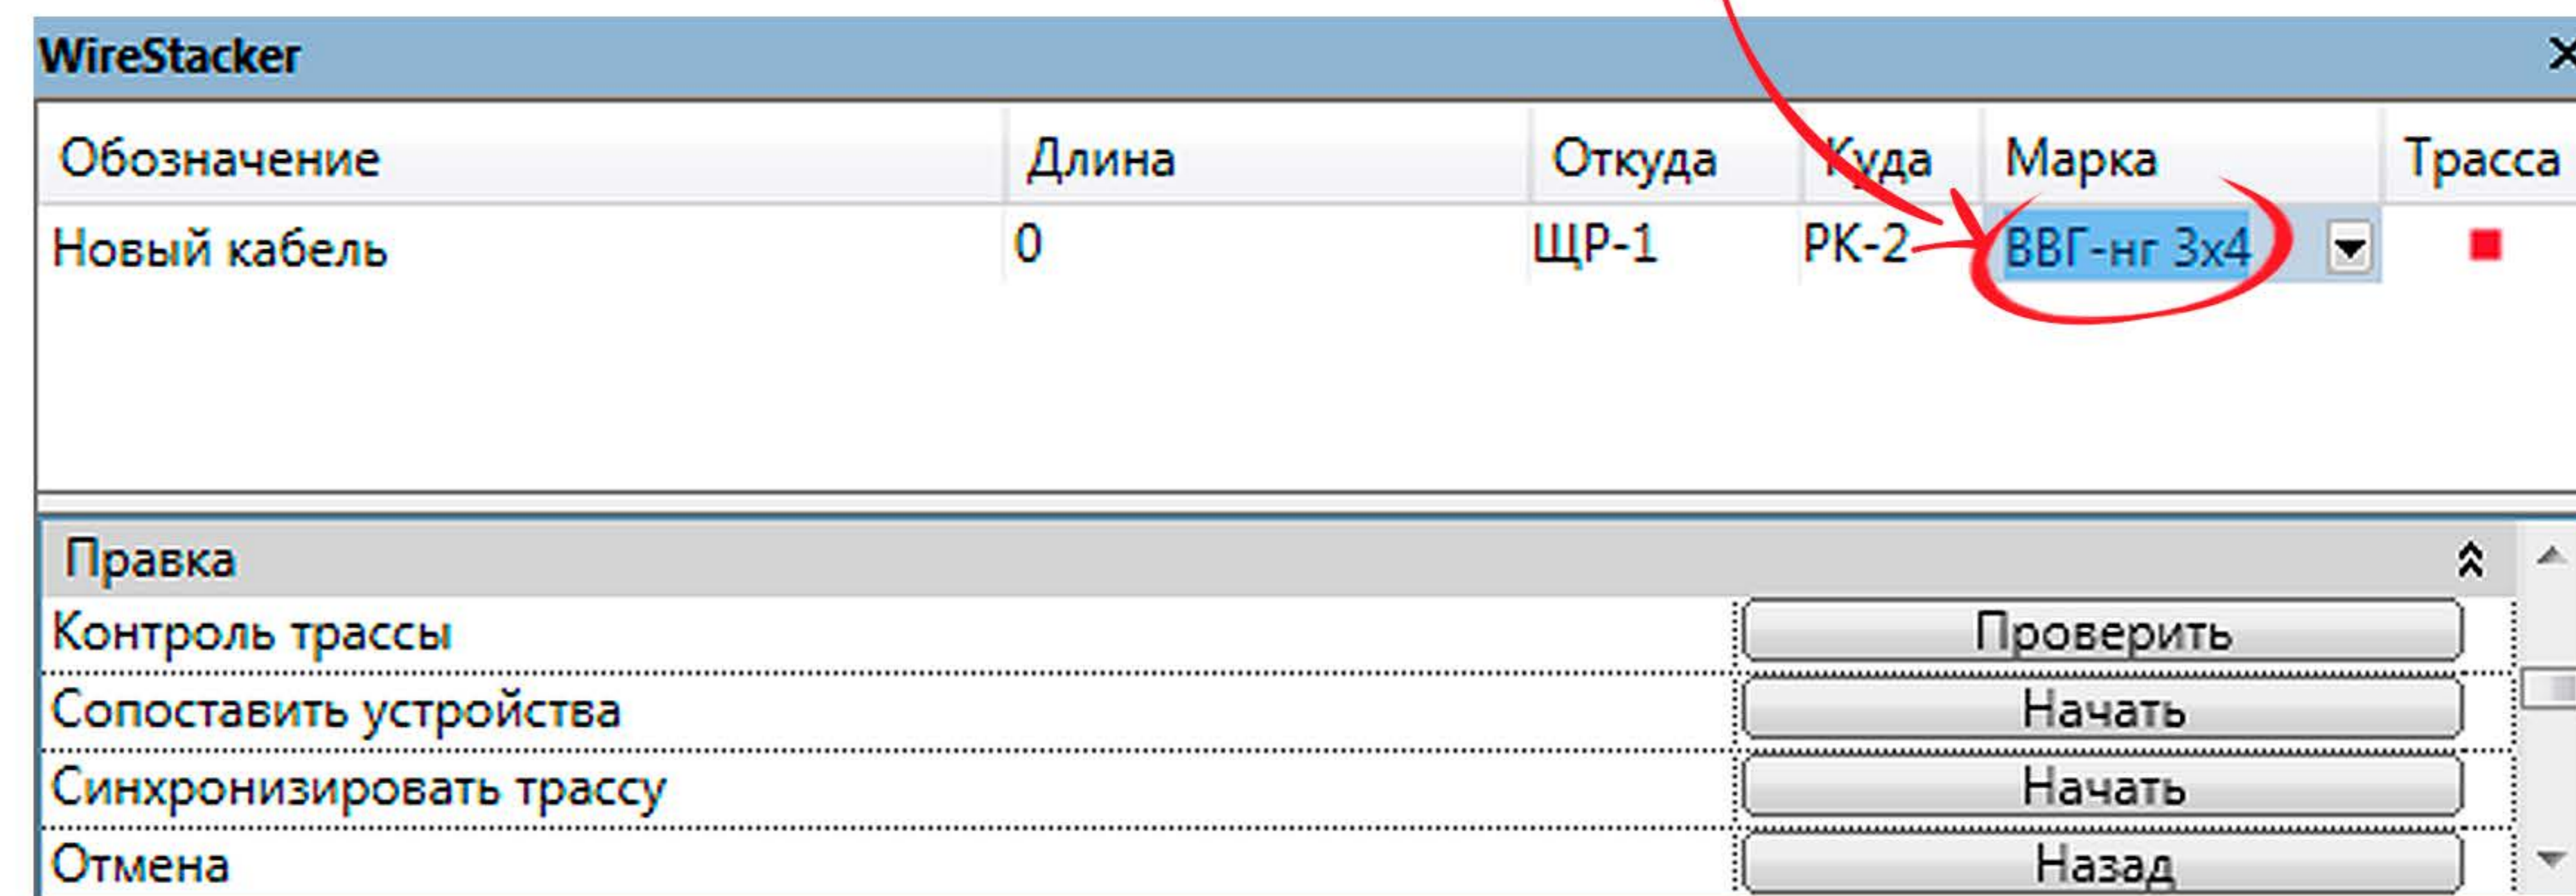 WireStacker
Обозначение Длина Откуда Куда Марка Трасса
Новый кабель 0 ЩР-1 РК-2 ВВГ-нг 3х4
Правка
Контроль трассы Проверить
Сопоставить устройства Начать
Синхронизировать трассу Начать
Отмена Назад